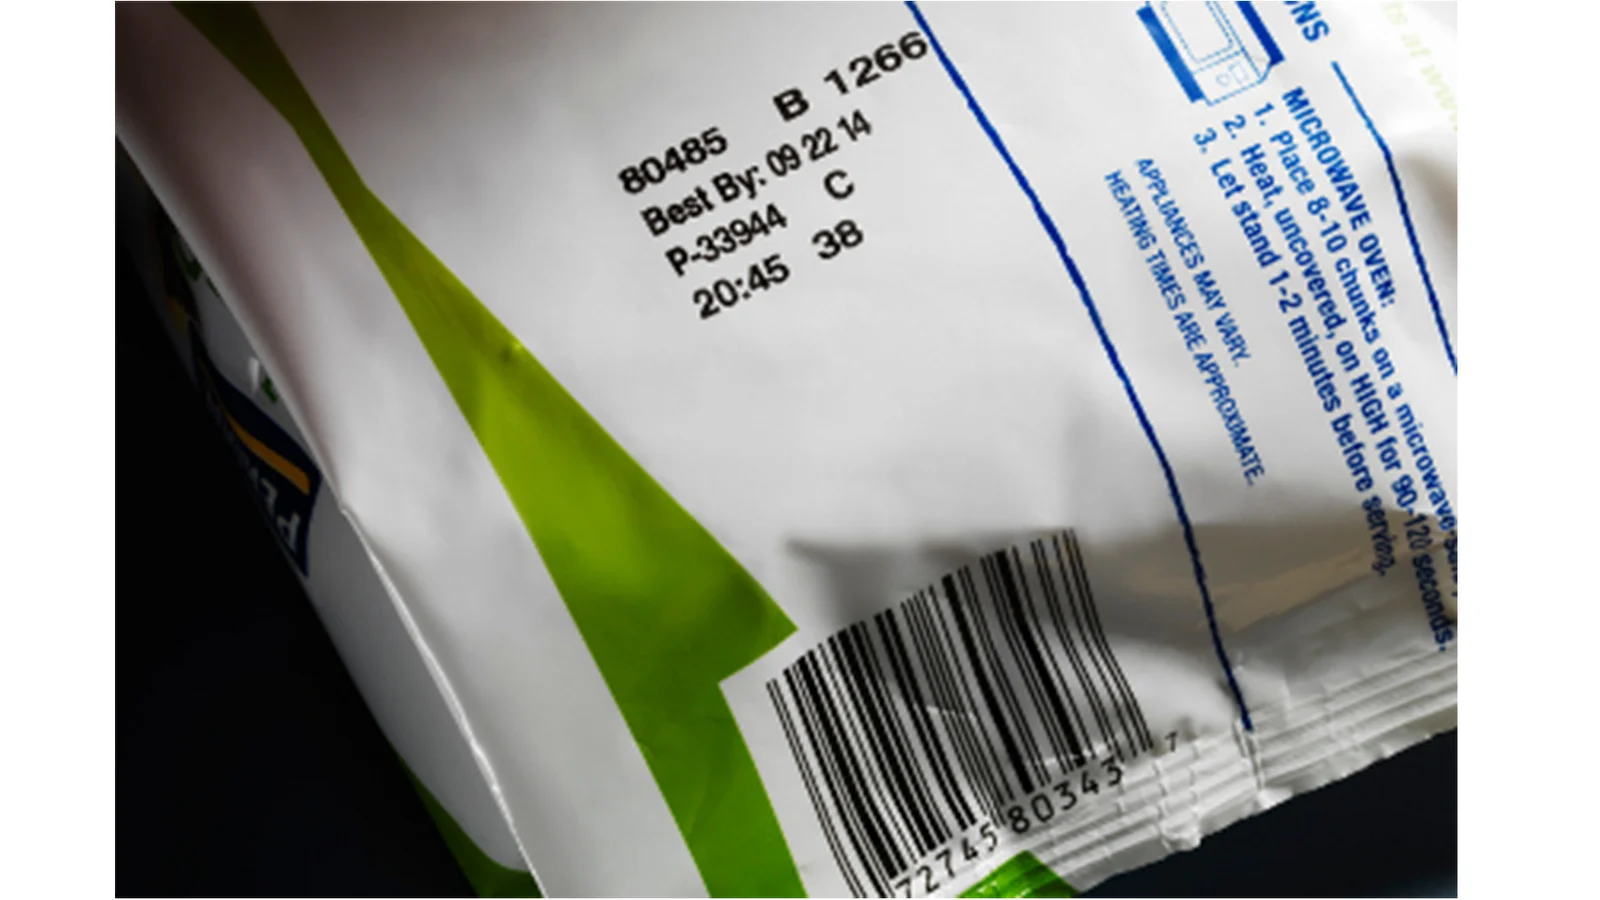 80485 B 1266
Best By: 09 22 14
P-33944 C
20:45 38
MICROWAVE OVEN:
1. Place 8-10 chunks on a microwave-
2. Heat, uncovered, on HIGH for 90-120 seconds.
3. Let stand 1-2 minutes before serving.
APPLIANCES MAY VARY.
HEATING TIMES ARE APPROXIMATE.
72745 80343 7